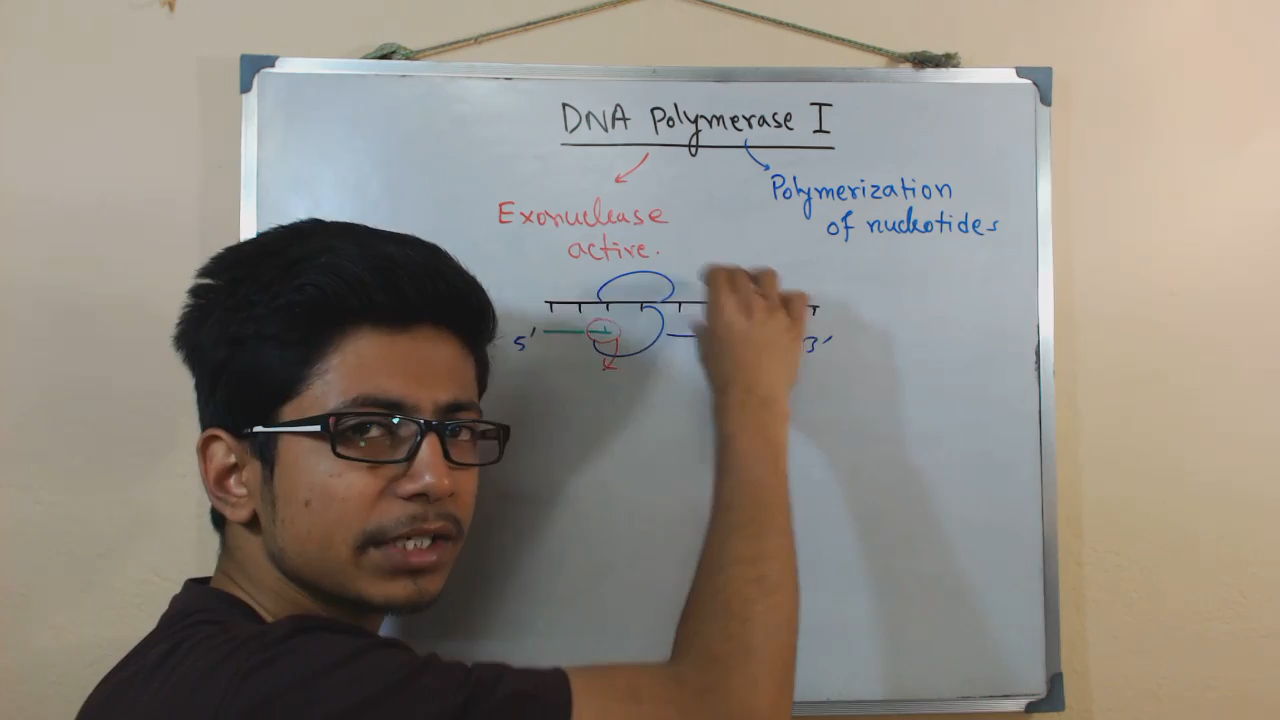 DNA Polymerase I
Exonuclease
active.
Polymerization
of nucleotides
5'
3'